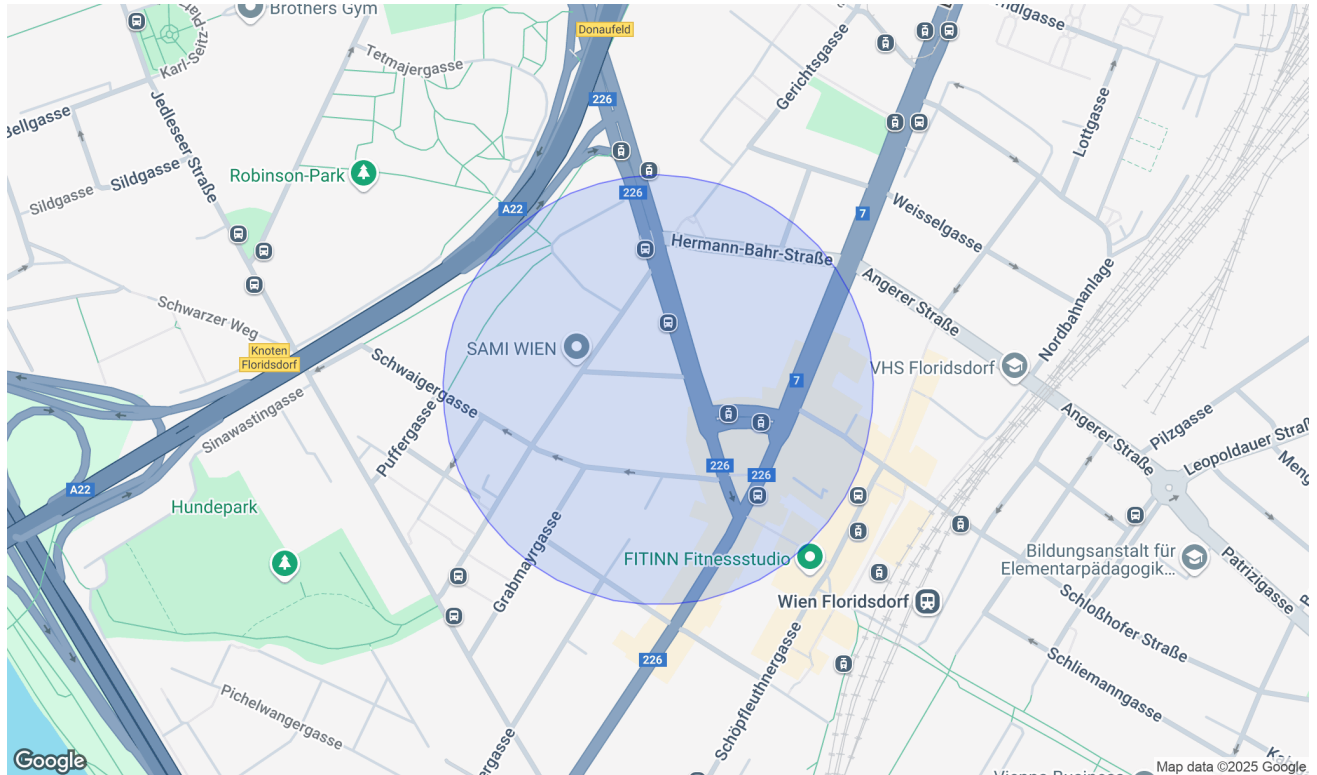 Brothers Gym
Donaufeld
Karl-Seitz-Pla
Tetmajergasse
Gerichtsgasse
226
Bellgasse
Jedleseer Straße
Lottgasse
Sildgasse
Sildgasse
Robinson-Park
226
A22
7
Weisselgasse
Hermann-Bahr-Straße
Angerer Straße
Nordbahnanlage
Schwarzer Weg
Knoten
Floridsdorf
SAMI WIEN
Schwaigergasse
VHS Floridsdorf
7
Sinawastingasse
Puffergasse
Angerer Straße
Pilzgasse
Leopoldauer Straß
Meng
A22
226
226
Hundepark
Grabmayrgasse
FITINN Fitnessstudio
Bildungsanstalt für
Elementarpädagogik...
Patrizigasse
Wien Floridsdorf
Schloßhofer Straße
226
Schöpfleuthnergasse
Schliemanngasse
Pichelwangergasse
Google
Map data ©2025 Google